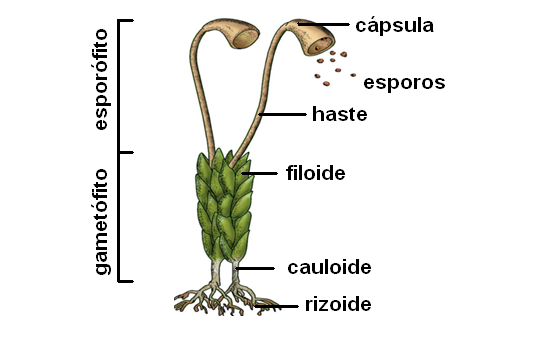 esporófito
gametófito
cápsula
esporos
haste
filoide
cauloide
rizoide